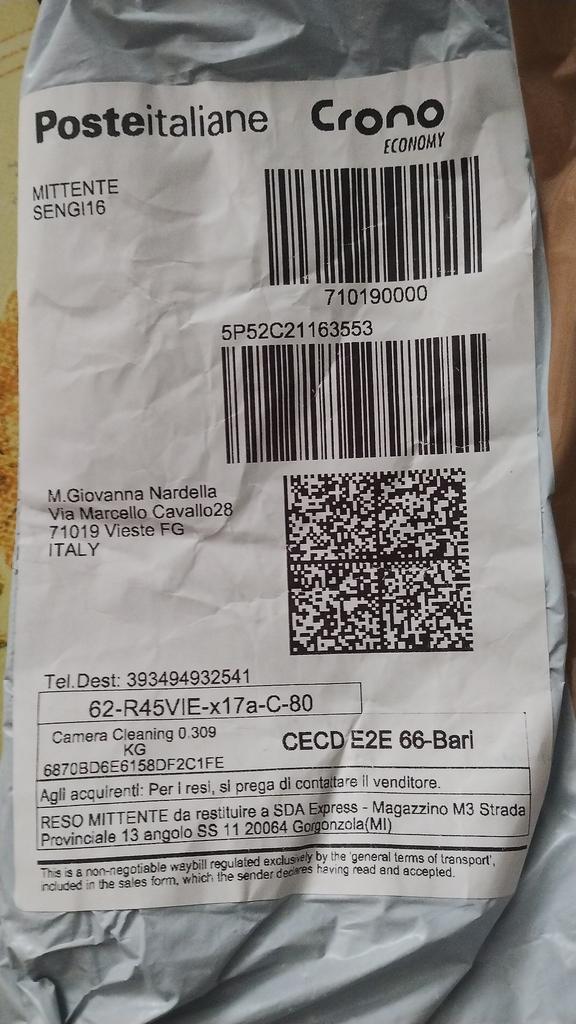 Posteitaliane
Crono
ECONOMY
MITTENTE
SENGI16
710190000
5P52C21163553
M.Giovanna Nardella
Via Marcello Cavallo28
71019 Vieste FG
ITALY
Tel.Dest: 393494932541
62-R45VIE-x17a-C-80
Camera Cleaning 0.309
KG
6870BD6E6158DF2C1FE
CECD E2E 66-Bari
Agli acquirenti: Per i resi, si prega di contattare il venditore.
RESO MITTENTE da restituire a SDA Express - Magazzino M3 Strada
Provinciale 13 angolo SS 11 20064 Gorgonzola(MI)
This is a non-negotiable waybill regulated exclusively by the 'general terms of transport',
included in the sales form, which the sender declares having read and accepted.